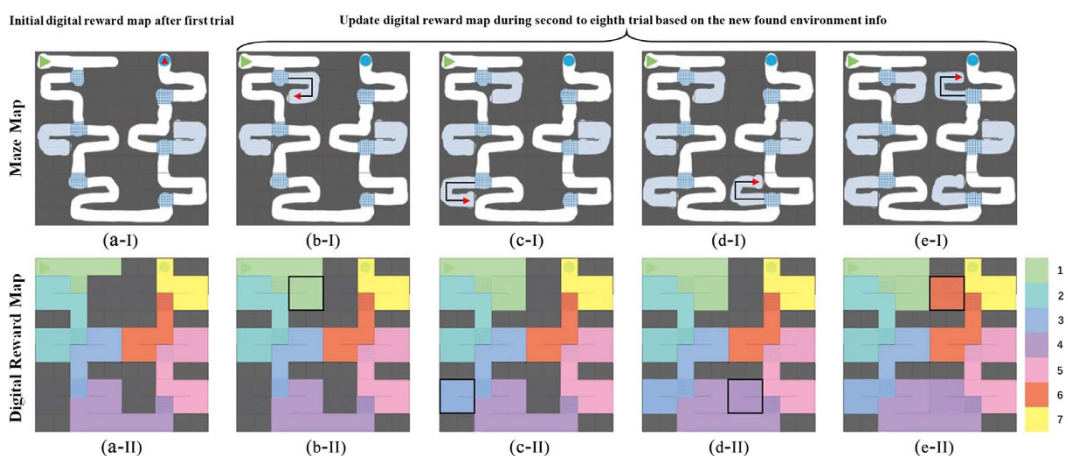 Initial digital reward map after first trial
Update digital reward map during second to eighth trial based on the new found environment info
Maze Map
(a-I)
(b-I)
(c-I)
(d-I)
(e-I)
Digital Reward Map
1
2
3
4
5
6
7
(a-II)
(b-II)
(c-II)
(d-II)
(e-II)